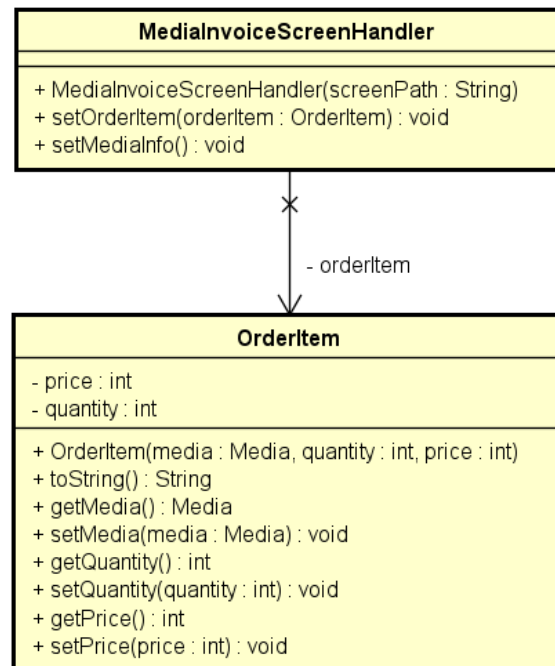 MediaInvoiceScreenHandler
+ MediaInvoiceScreenHandler(screenPath : String)
+ setOrderItem(orderItem : OrderItem) : void
+ setMediaInfo() : void
- orderItem
OrderItem
- price : int
- quantity : int
+ OrderItem(media : Media, quantity : int, price : int)
+ toString() : String
+ getMedia() : Media
+ setMedia(media : Media) : void
+ getQuantity() : int
+ setQuantity(quantity : int) : void
+ getPrice() : int
+ setPrice(price : int) : void